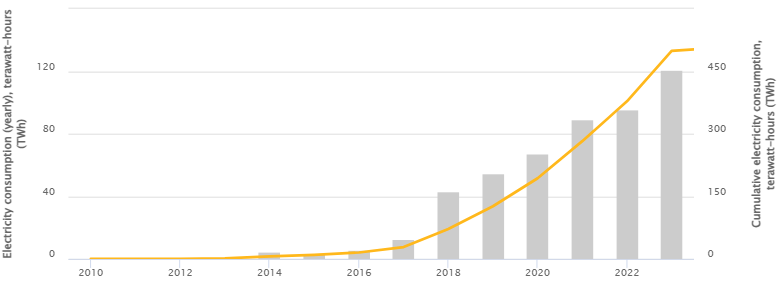 Electricity consumption (yearly), terawatt-hours
(TWh)
120
80
40
0
2010 2012 2014 2016 2018 2020 2022
450
300
150
0
Cumulative electricity consumption,
terawatt-hours (TWh)